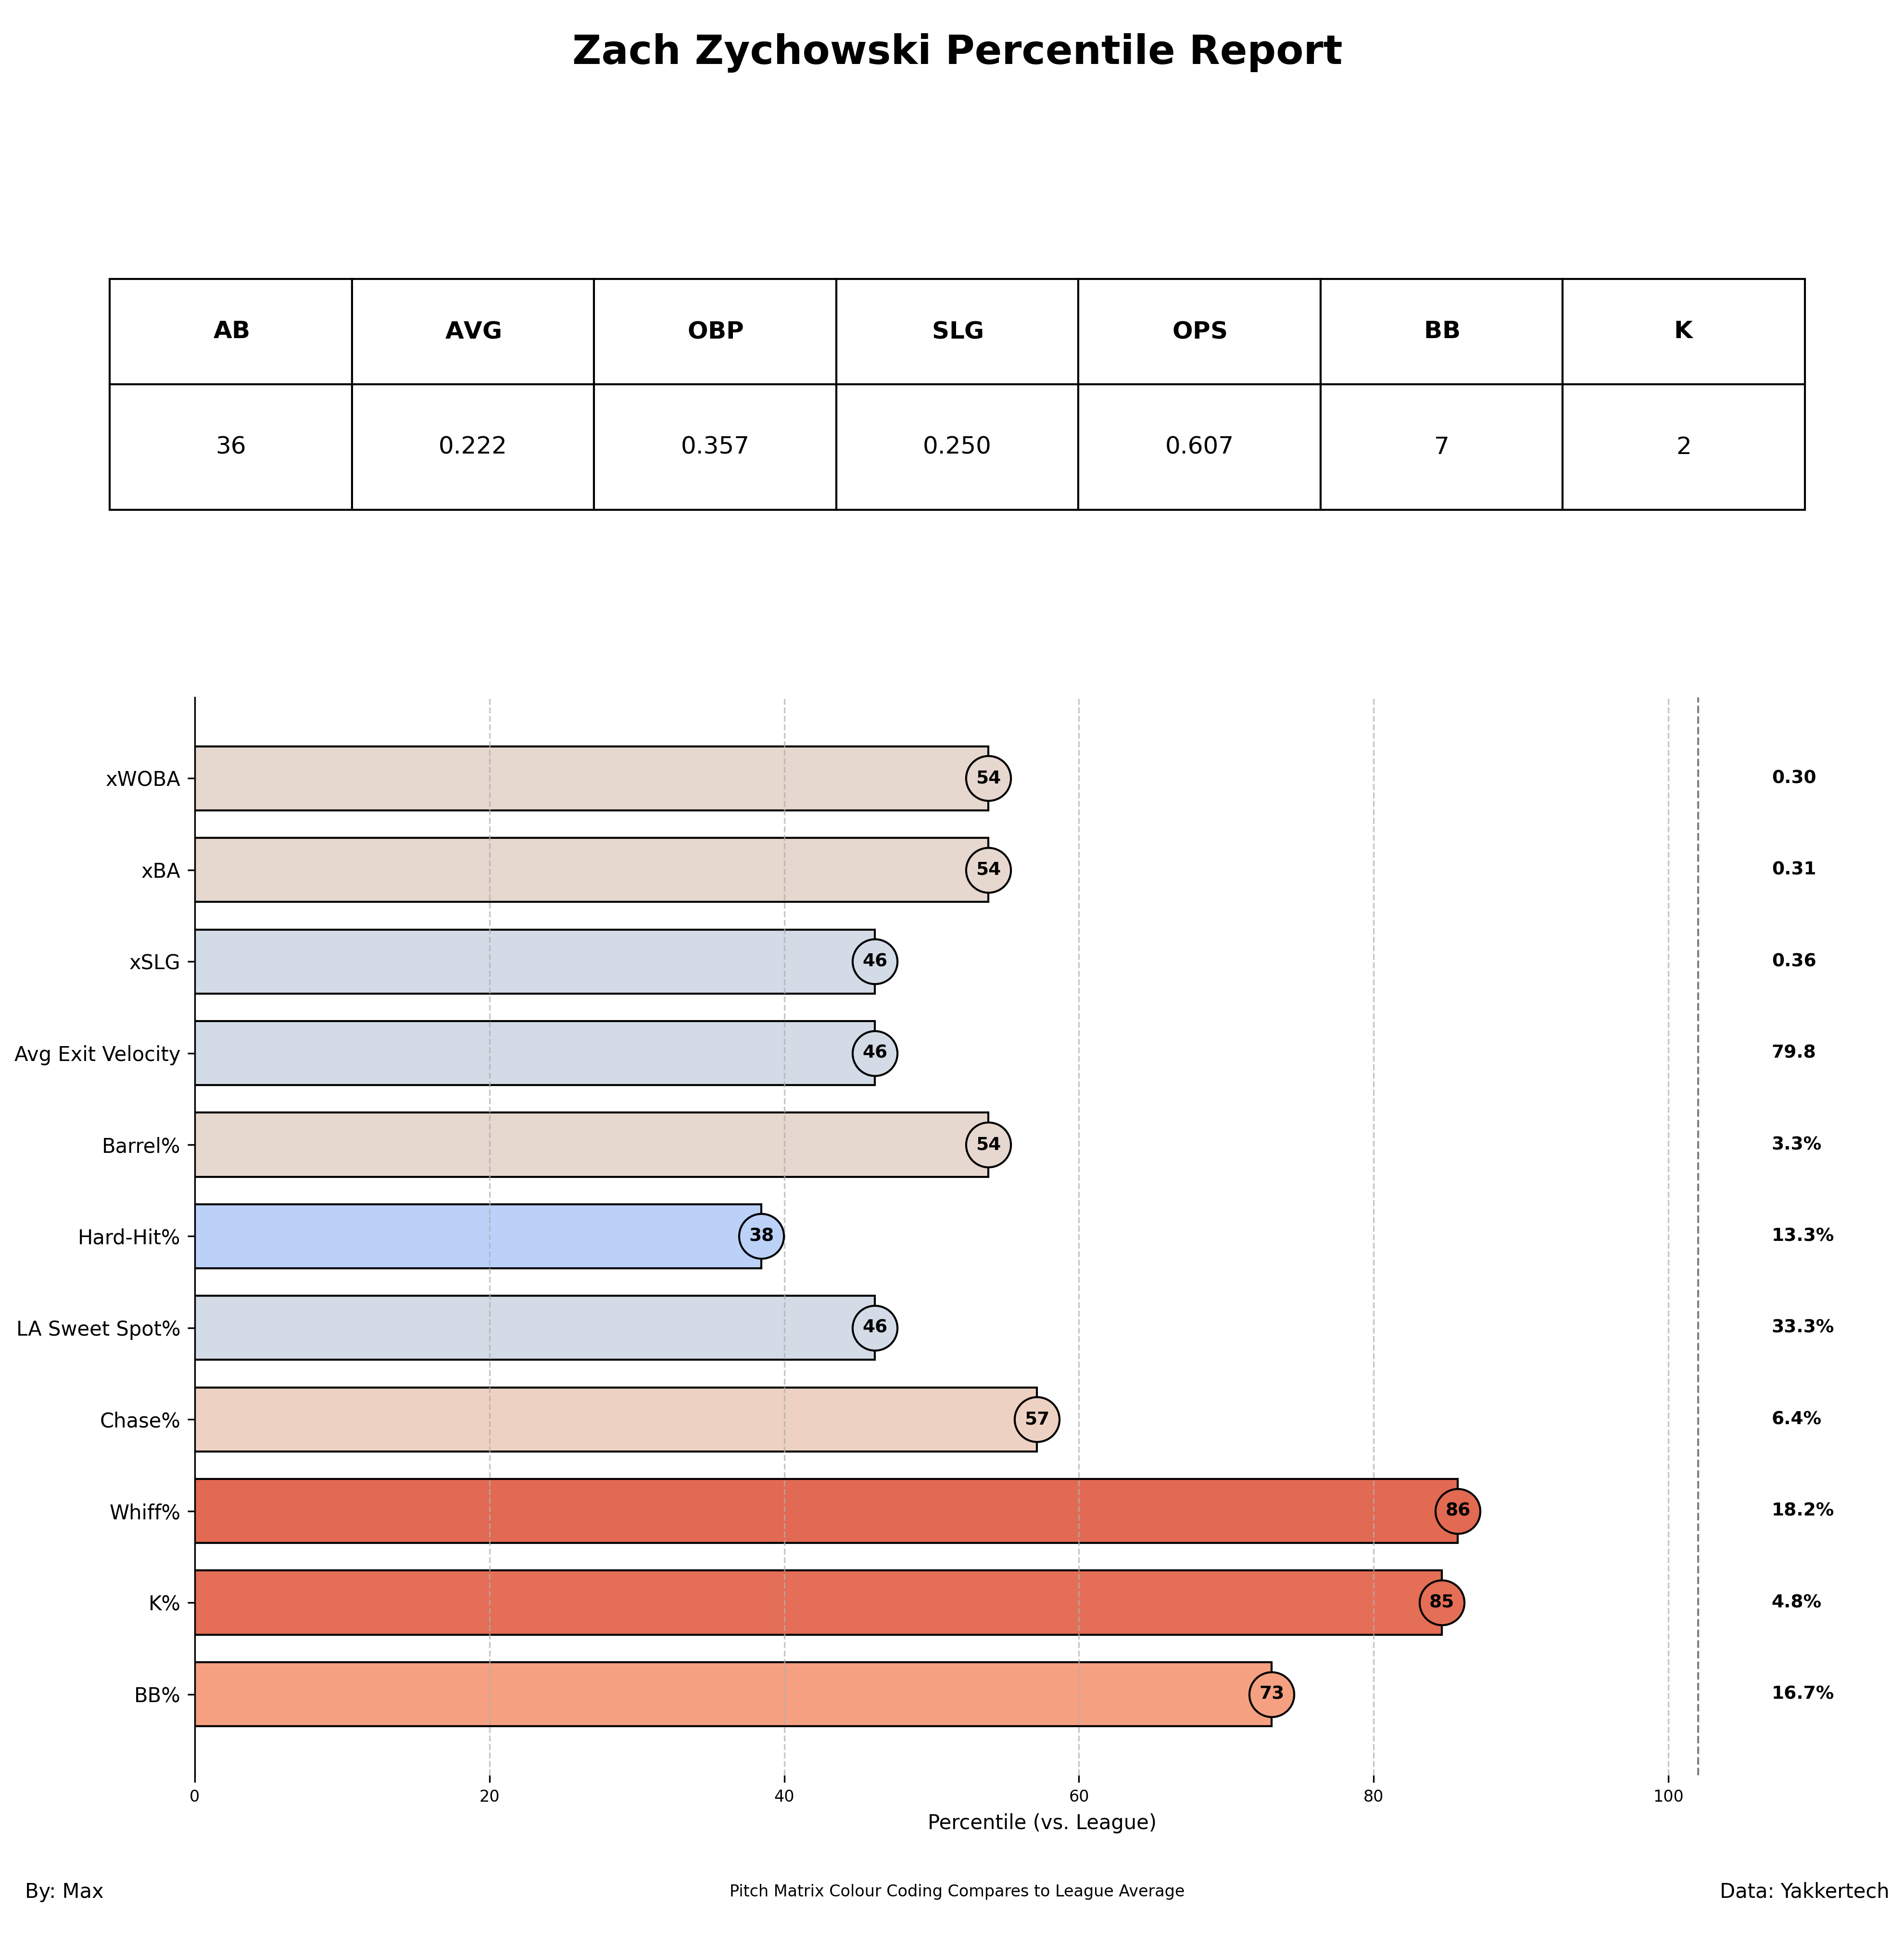 Zach Zychowski Percentile Report
AB AVG OBP SLG OPS BB K
36 0.222 0.357 0.250 0.607 7 2
xWOBA 54 0.30
xBA 54 0.31
xSLG 46 0.36
Avg Exit Velocity 46 79.8
Barrel% 54 3.3%
Hard-Hit% 38 13.3%
LA Sweet Spot% 46 33.3%
Chase% 57 6.4%
Whiff% 86 18.2%
K% 85 4.8%
BB% 73 16.7%
0 20 40 60 80 100
Percentile (vs. League)
By: Max Pitch Matrix Colour Coding Compares to League Average Data: Yakkertech